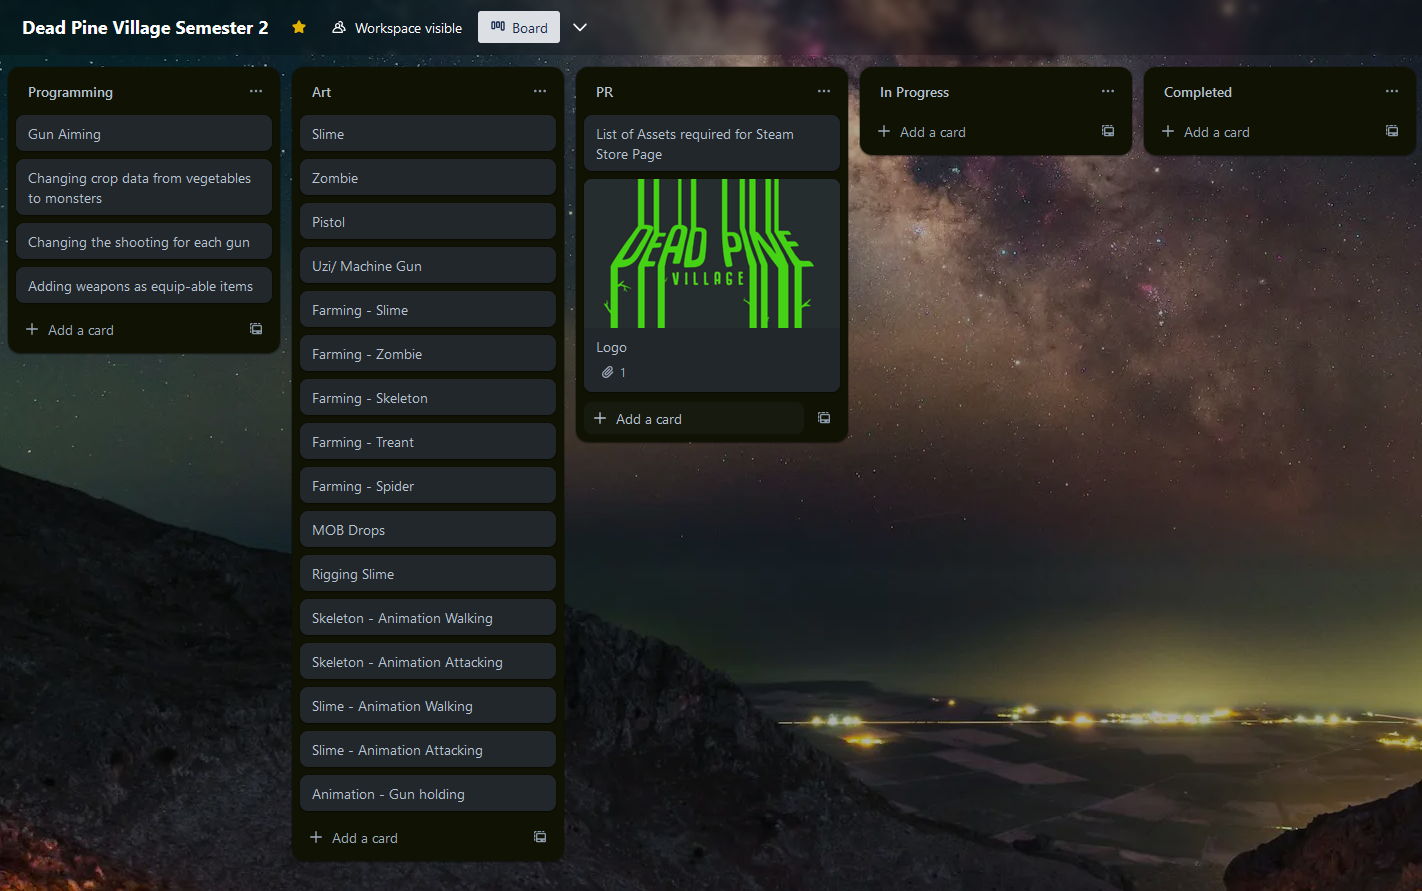 Dead Pine Village Semester 2
Workspace visible
Board
Programming
Gun Aiming
Changing crop data from vegetables
to monsters
Changing the shooting for each gun
Adding weapons as equip-able items
Add a card
Art
Slime
Zombie
Pistol
Uzi/ Machine Gun
Farming - Slime
Farming - Zombie
Farming - Skeleton
Farming - Treant
Farming - Spider
MOB Drops
Rigging Slime
Skeleton - Animation Walking
Skeleton - Animation Attacking
Slime - Animation Walking
Slime - Animation Attacking
Animation - Gun holding
Add a card
PR
List of Assets required for Steam
Store Page
DEAD PINE
VILLAGE
Logo
1
Add a card
In Progress
Add a card
Completed
Add a card